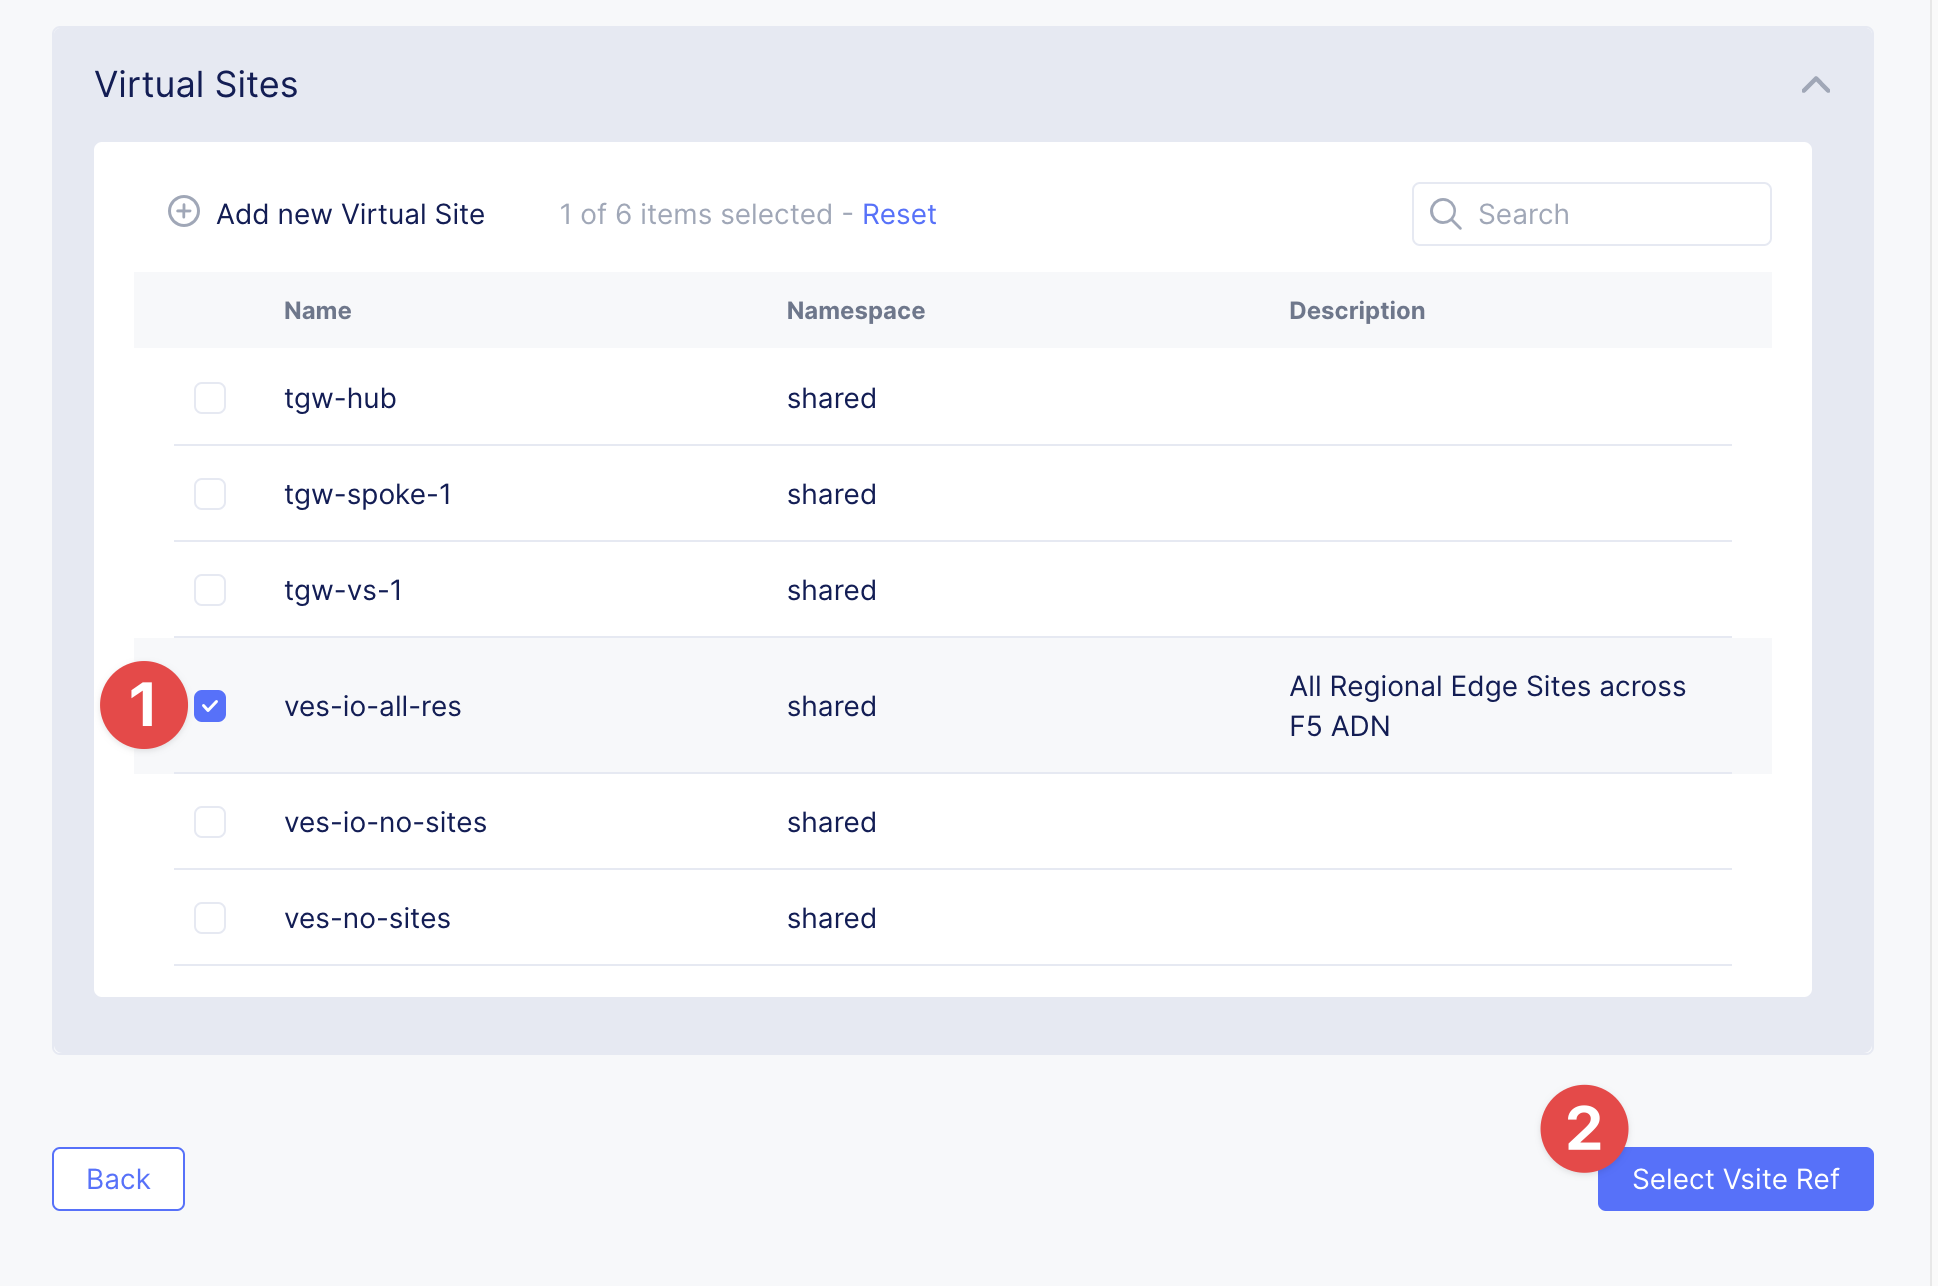 Virtual Sites
Add new Virtual Site 1 of 6 items selected - Reset Search
Name Namespace Description
tgw-hub shared
tgw-spoke-1 shared
tgw-vs-1 shared
1 ves-io-all-res shared All Regional Edge Sites across
F5 ADN
ves-io-no-sites shared
ves-no-sites shared
2
Back Select Vsite Ref